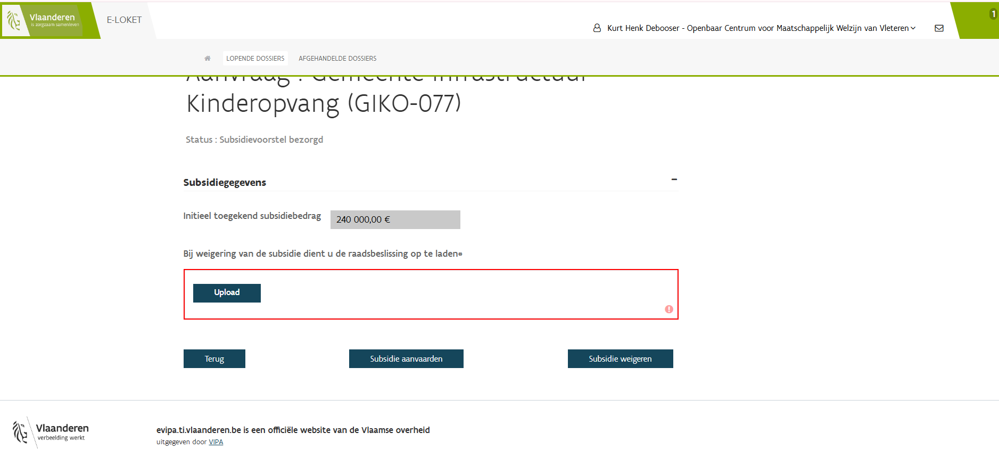 Vlaanderen
is zorgzaam samenleven
E-LOKET
1
Kurt Henk Debooser - Openbaar Centrum voor Maatschappelijk Welzijn van Vleteren
LOPENDE DOSSIERS
AFGEHANDELDE DOSSIERS
Aanvraag : Gemeente Infrastructuur
Kinderopvang (GIKO-077)
Status : Subsidievoorstel bezorgd
Subsidiegegevens
Initieel toegekend subsidiebedrag
240 000,00 €
Bij weigering van de subsidie dient u de raadsbeslissing op te laden*
Upload
Terug
Subsidie aanvaarden
Subsidie weigeren
Vlaanderen
verbeelding werkt
evipa.ti.vlaanderen.be is een officiële website van de Vlaamse overheid
uitgegeven door VIPA